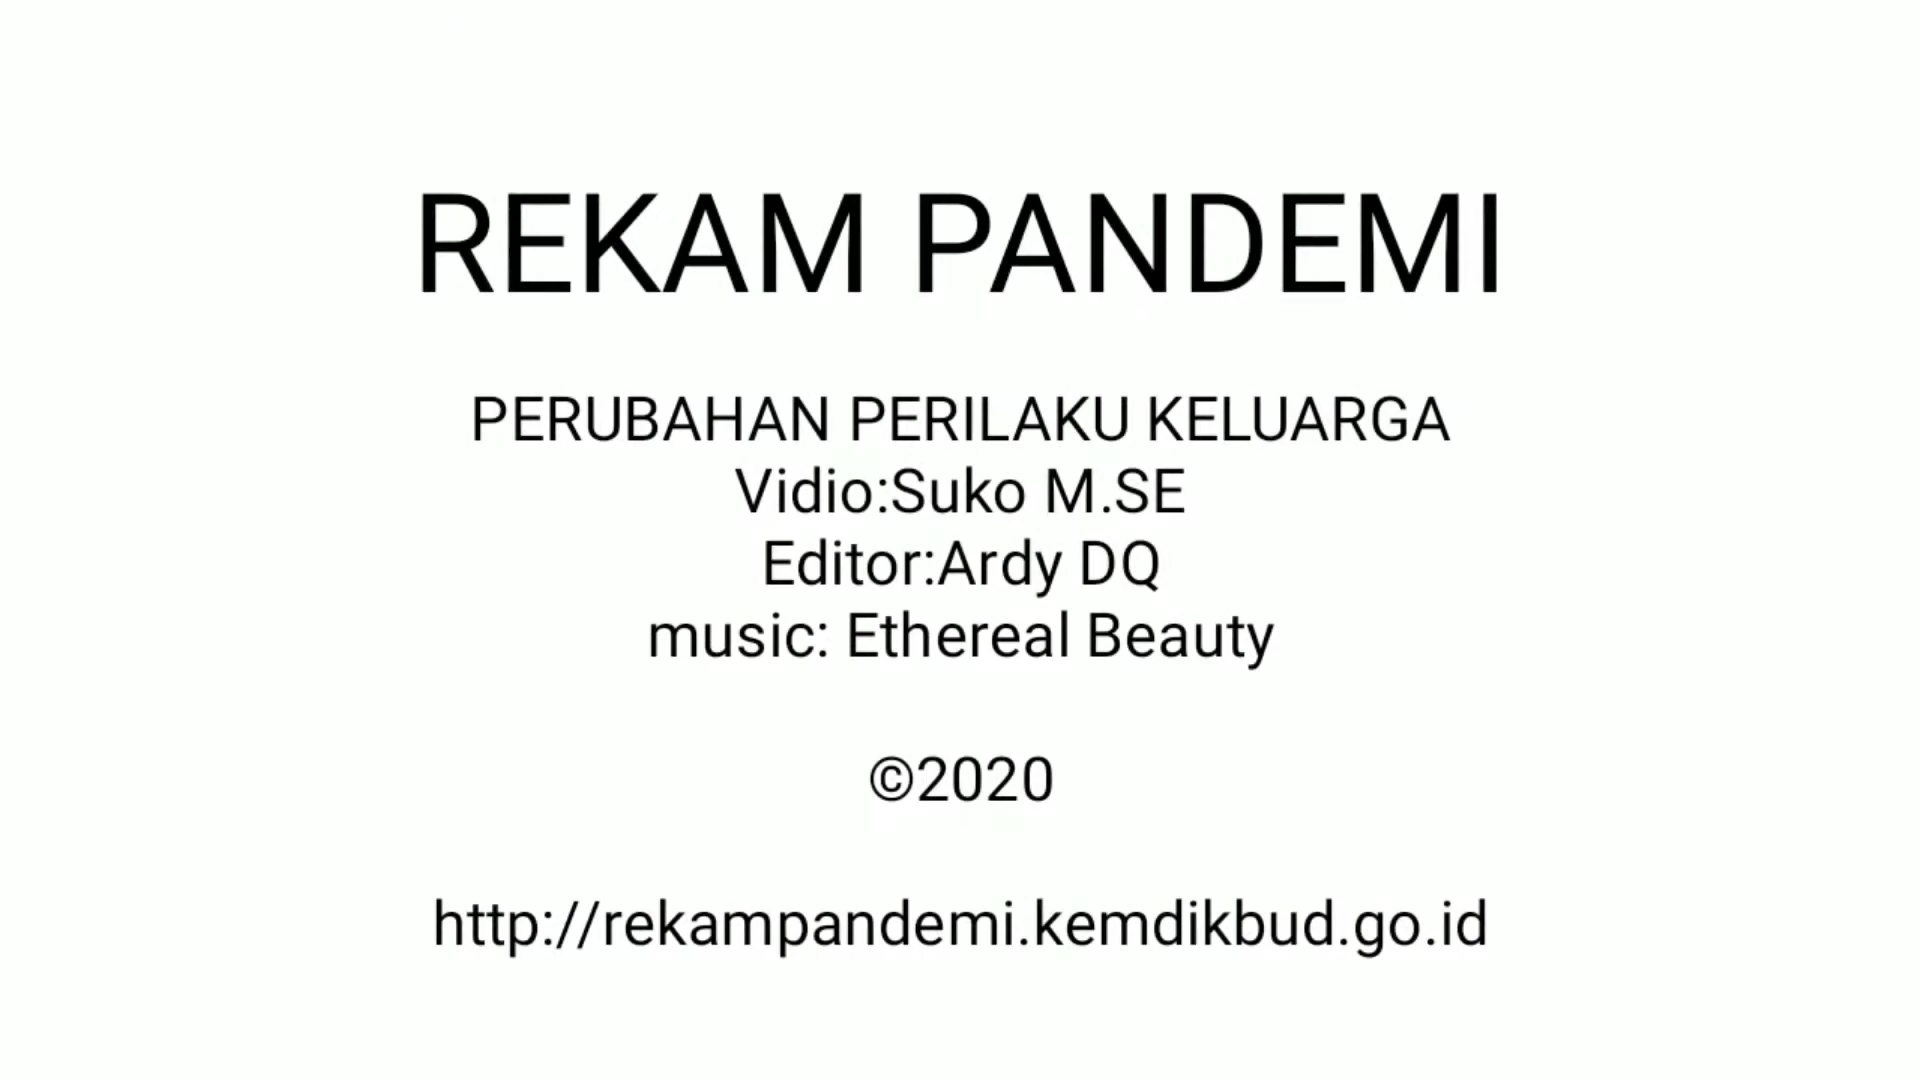 REKAM PANDEMI
PERUBAHAN PERILAKU KELUARGA
Vidio:Suko M.SE
Editor:Ardy DQ
music: Ethereal Beauty
©2020
http://rekampandemi.kemdikbud.go.id